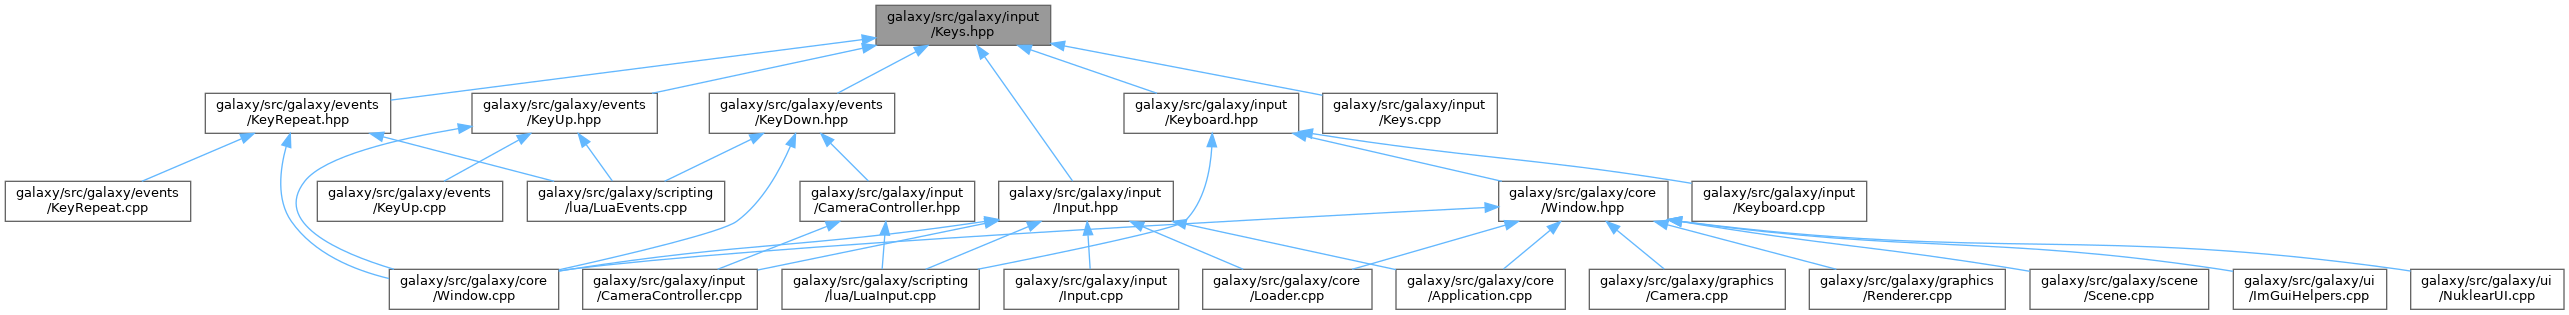 galaxy/src/galaxy/input
/Keys.hpp
galaxy/src/galaxy/events
/KeyRepeat.hpp
galaxy/src/galaxy/events
/KeyUp.hpp
galaxy/src/galaxy/events
/KeyDown.hpp
galaxy/src/galaxy/input
/Keyboard.hpp
galaxy/src/galaxy/input
/Keys.cpp
galaxy/src/galaxy/events
/KeyRepeat.cpp
galaxy/src/galaxy/events
/KeyUp.cpp
galaxy/src/galaxy/scripting
/lua/LuaEvents.cpp
galaxy/src/galaxy/input
/CameraController.hpp
galaxy/src/galaxy/input
/Input.hpp
galaxy/src/galaxy/core
/Window.hpp
galaxy/src/galaxy/input
/Keyboard.cpp
galaxy/src/galaxy/core
/Window.cpp
galaxy/src/galaxy/input
/CameraController.cpp
galaxy/src/galaxy/scripting
/lua/LuaInput.cpp
galaxy/src/galaxy/input
/Input.cpp
galaxy/src/galaxy/core
/Loader.cpp
galaxy/src/galaxy/core
/Application.cpp
galaxy/src/galaxy/graphics
/Camera.cpp
galaxy/src/galaxy/graphics
/Renderer.cpp
galaxy/src/galaxy/scene
/Scene.cpp
galaxy/src/galaxy/ui
/ImGuiHelpers.cpp
galaxy/src/galaxy/ui
/NuklearUI.cpp